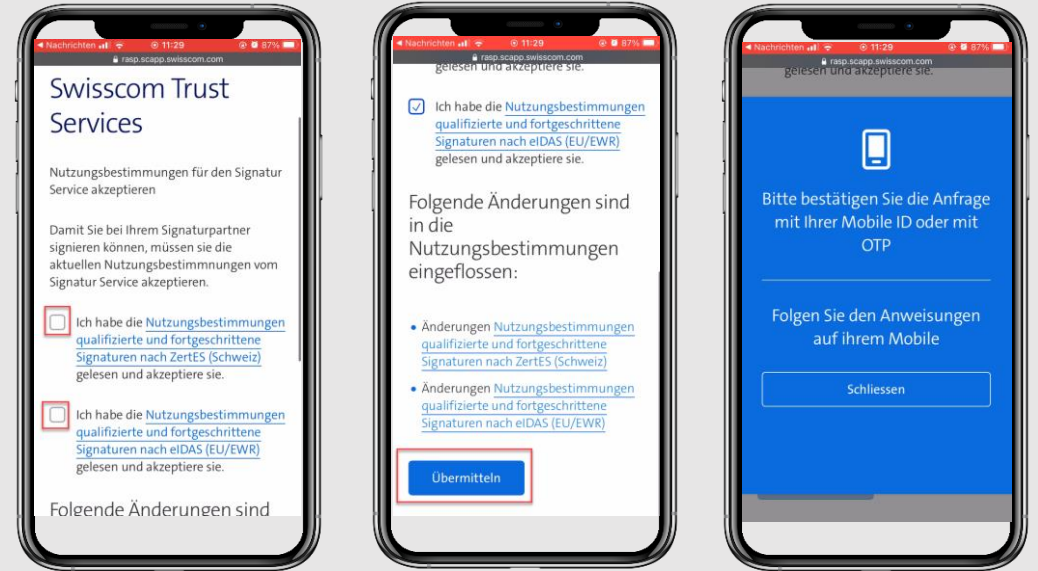 Nachrichten
11:29
87%
rasp.scapp.swisscom.com
Swisscom Trust
Services
Nutzungsbestimmungen für den Signatur
Service akzeptieren
Damit Sie bei Ihrem Signaturpartner
signieren können, müssen sie die
aktuellen Nutzungsbestimmnungen vom
Signatur Service akzeptieren.
Ich habe die Nutzungsbestimmungen
qualifizierte und fortgeschrittene
Signaturen nach ZertES (Schweiz)
gelesen und akzeptiere sie.
Ich habe die Nutzungsbestimmungen
qualifizierte und fortgeschrittene
Signaturen nach eIDAS (EU/EWR)
gelesen und akzeptiere sie.
Folgende Änderungen sind
Nachrichten
11:29
87%
rasp.scapp.swisscom.com
gelesen und akzeptiere sie.
Ich habe die Nutzungsbestimmungen
qualifizierte und fortgeschrittene
Signaturen nach eIDAS (EU/EWR)
gelesen und akzeptiere sie.
Folgende Änderungen sind
in die
Nutzungsbestimmungen
eingeflossen:
• Änderungen Nutzungsbestimmungen
qualifizierte und fortgeschrittene
Signaturen nach ZertES (Schweiz)
• Änderungen Nutzungsbestimmungen
qualifizierte und fortgeschrittene
Signaturen nach eIDAS (EU/EWR)
Übermitteln
Nachrichten
11:29
87%
rasp.scapp.swisscom.com
gelesen und akzeptiere sie.
Bitte bestätigen Sie die Anfrage
mit Ihrer Mobile ID oder mit
OTP
Folgen Sie den Anweisungen
auf ihrem Mobile
Schliessen